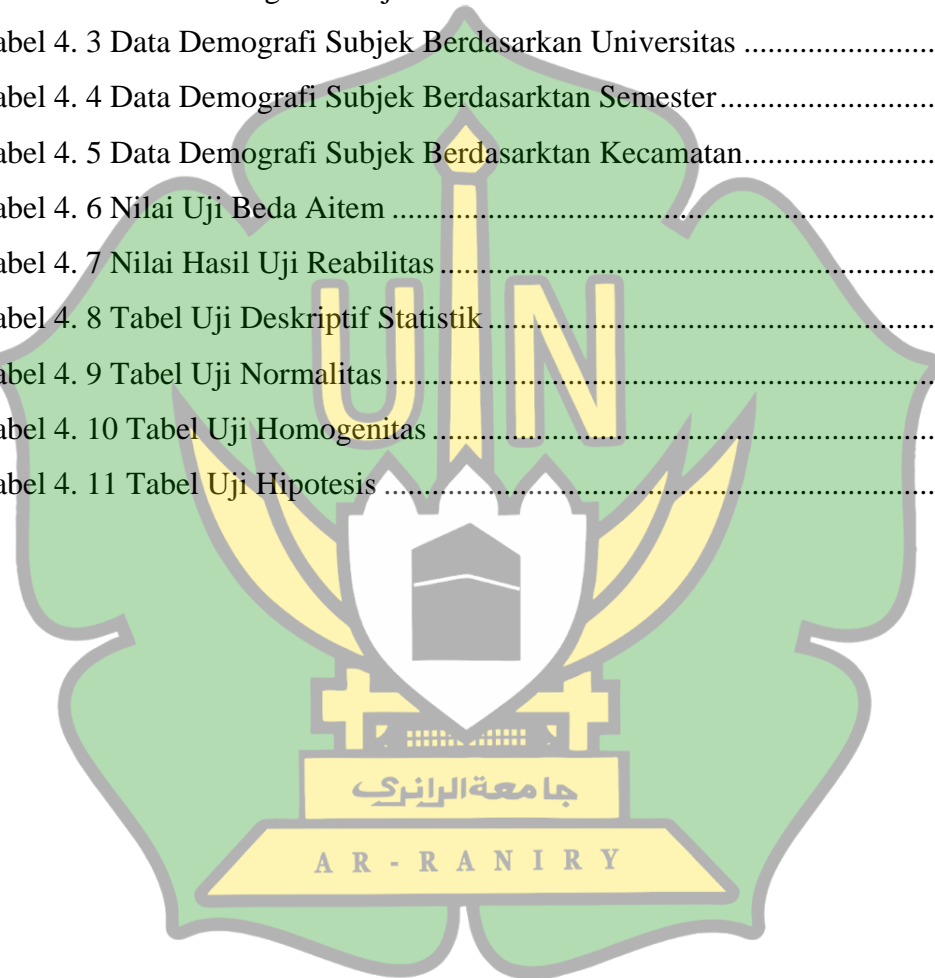 abel 4. 3 Data Demografi Subjek Berdasarkan Universitas ........................
abel 4. 4 Data Demografi Subjek Berdasarktan Semester ...........................
abel 4. 5 Data Demografi Subjek Berdasarktan Kecamatan........................
abel 4. 6 Nilai Uji Beda Aitem ....................................................................
abel 4. 7 Nilai Hasil Uji Reabilitas ..............................................................
abel 4. 8 Tabel Uji Deskriptif Statistik ........................................................
abel 4. 9 Tabel Uji Normalitas.....................................................................
abel 4. 10 Tabel Uji Homogenitas ...............................................................
abel 4. 11 Tabel Uji Hipotesis .....................................................................
UIN
جامعةالرانري
AR-RANIRY